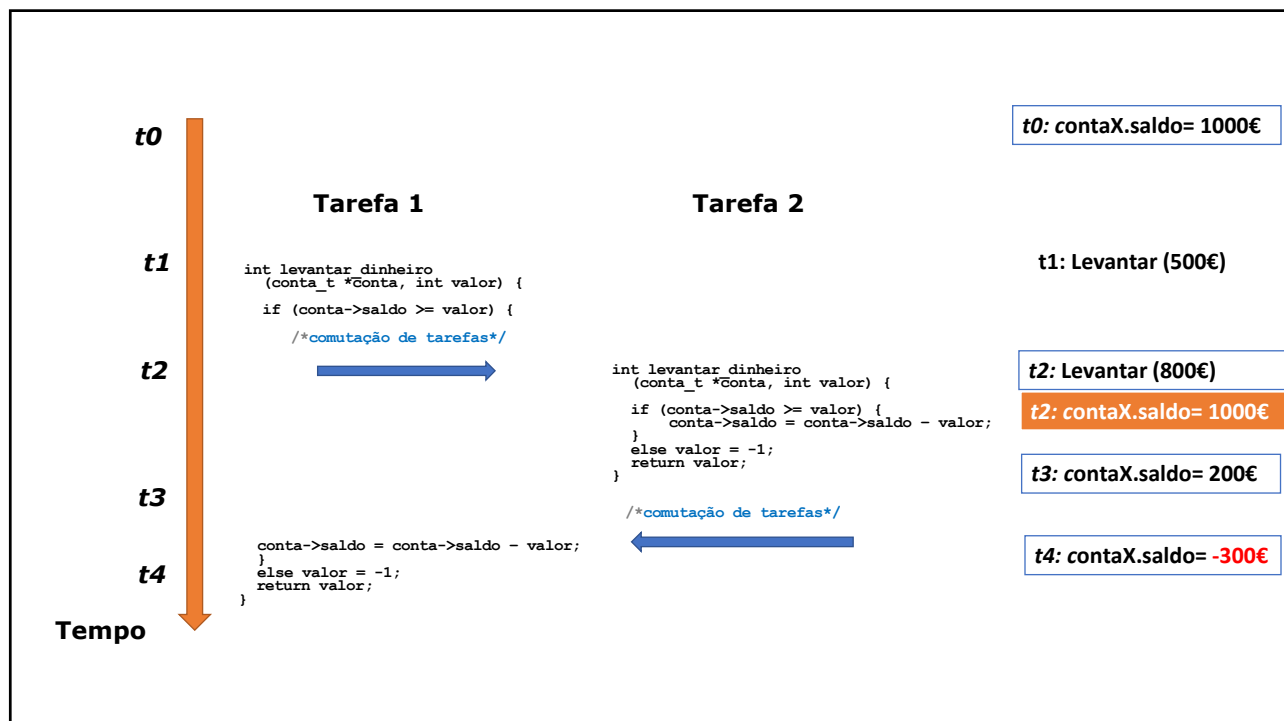 t0
t0: contaX.saldo= 1000€
Tarefa 1
Tarefa 2
t1
t1: Levantar (500€)
int levantar_dinheiro
(conta_t *conta, int valor) {
if (conta->saldo >= valor) {
/*comutação de tarefas*/
t2
t2: Levantar (800€)
t2: contaX.saldo= 1000€
int levantar_dinheiro
(conta_t *conta, int valor) {
if (conta->saldo >= valor) {
conta->saldo = conta->saldo – valor;
}
else valor = -1;
return valor;
}
t3
t3: contaX.saldo= 200€
/*comutação de tarefas*/
conta->saldo = conta->saldo – valor;
}
else valor = -1;
return valor;
}
t4
t4: contaX.saldo= -300€
Tempo